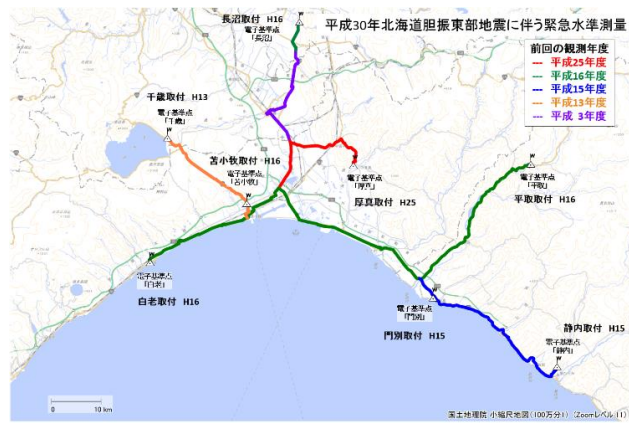 平成30年北海道胆振東部地震に伴う緊急水準測量
前回の観測年度
平成25年度
平成16年度
平成15年度
平成13年度
平成 3年度
長沼取付 H16
電子基準点
「長沼」
千歳取付 H13
電子基準点
「千歳」
苫小牧取付 H16
電子基準点
「苫小牧」
電子基準点
「厚真」
厚真取付 H25
電子基準点
「平取」
平取取付 H16
電子基準点
「白老」
白老取付 H16
電子基準点
「門別」
門別取付 H15
静内取付 H15
電子基準点
「静内」
0 10 km
国土地理院 小縮尺地図(100万分1) (Zoomレベル 11)